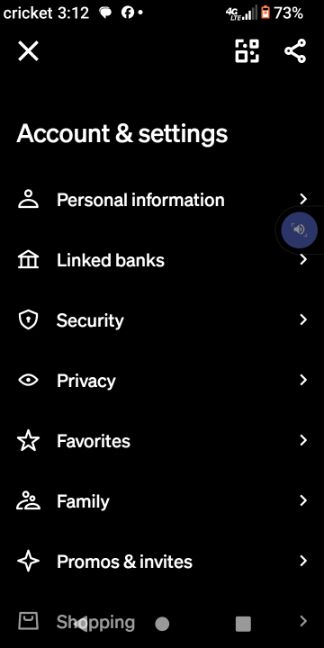 cricket 3:12 4G LTE 73%
Account & settings
Personal information
Linked banks
Security
Privacy
Favorites
Family
Promos & invites
Shopping